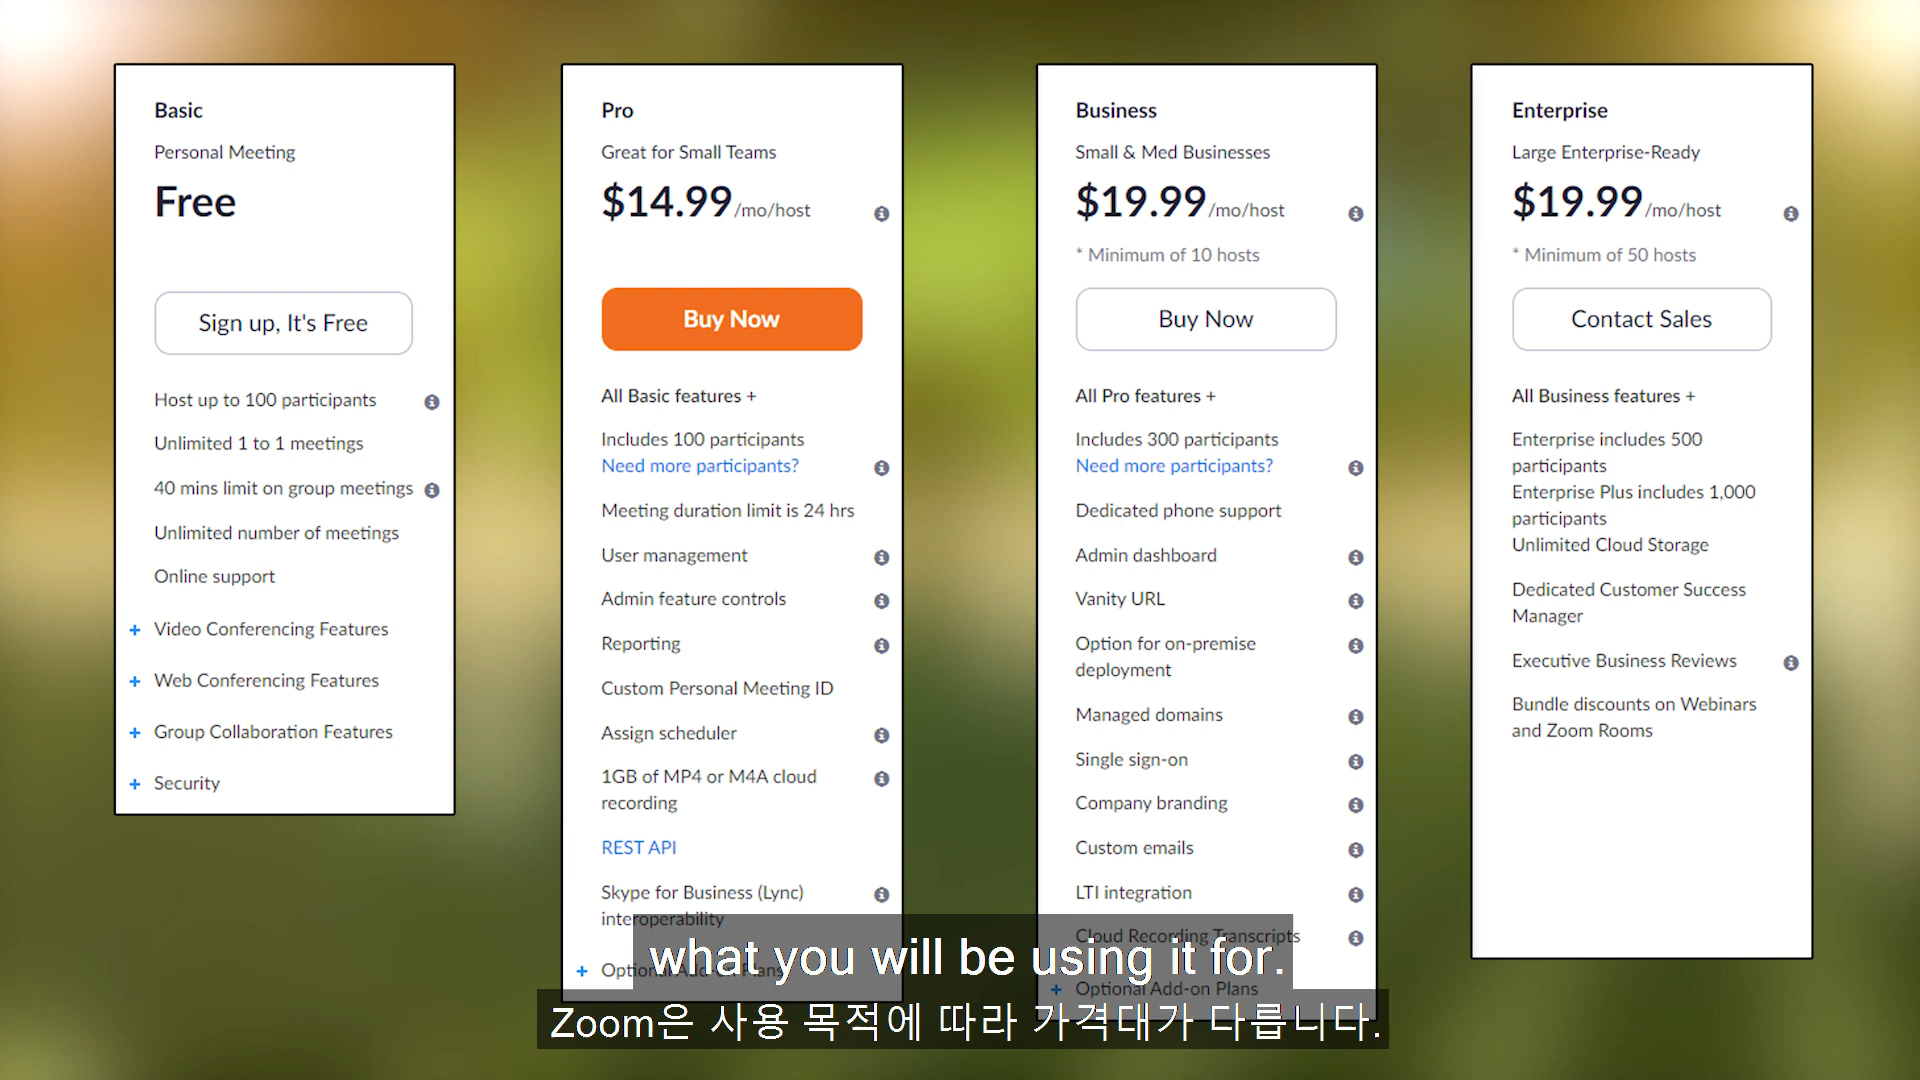 Basic
Personal Meeting
Free
Sign up, It's Free
Host up to 100 participants
Unlimited 1 to 1 meetings
40 mins limit on group meetings
Unlimited number of meetings
Online support
+ Video Conferencing Features
+ Web Conferencing Features
+ Group Collaboration Features
+ Security
Pro
Great for Small Teams
$14.99/mo/host
Buy Now
All Basic features +
Includes 100 participants
Need more participants?
Meeting duration limit is 24 hrs
User management
Admin feature controls
Reporting
Custom Personal Meeting ID
Assign scheduler
1GB of MP4 or M4A cloud
recording
REST API
Skype for Business (Lync)
interoperability
+ Optional Add-on Plans
Business
Small & Med Businesses
$19.99/mo/host
* Minimum of 10 hosts
Buy Now
All Pro features +
Includes 300 participants
Need more participants?
Dedicated phone support
Admin dashboard
Vanity URL
Option for on-premise
deployment
Managed domains
Single sign-on
Company branding
Custom emails
LTI integration
Cloud Recording Transcripts
+ Optional Add-on Plans
Enterprise
Large Enterprise-Ready
$19.99/mo/host
* Minimum of 50 hosts
Contact Sales
All Business features +
Enterprise includes 500
participants
Enterprise Plus includes 1,000
participants
Unlimited Cloud Storage
Dedicated Customer Success
Manager
Executive Business Reviews
Bundle discounts on Webinars
and Zoom Rooms
what you will be using it for.
Zoom은 사용 목적에 따라 가격대가 다릅니다.